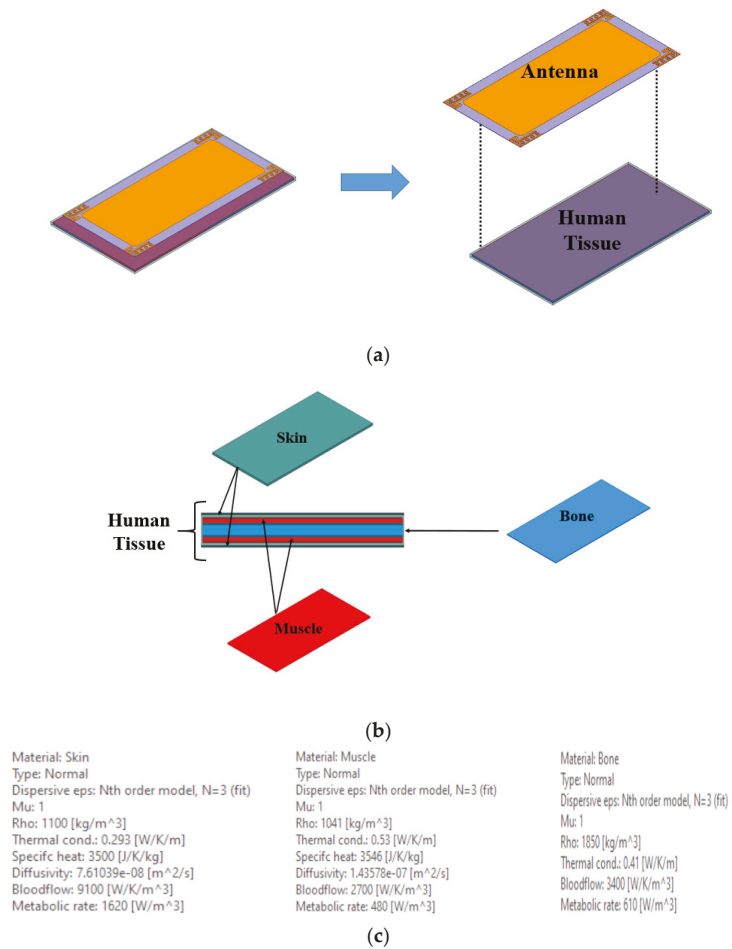 Antenna
Human
Tissue
(a)
Skin
Human
Tissue
Bone
Muscle
(b)
Material: Skin
Type: Normal
Dispersive eps: Nth order model, N=3 (fit)
Mu: 1
Rho: 1100 [kg/m^3]
Thermal cond.: 0.293 [W/K/m]
Specifc heat: 3500 [J/K/kg]
Diffusivity: 7.61039e-08 [m^2/s]
Bloodflow: 9100 [W/K/m^3]
Metabolic rate: 1620 [W/m^3]
Material: Muscle
Type: Normal
Dispersive eps: Nth order model, N=3 (fit)
Mu: 1
Rho: 1041 [kg/m^3]
Thermal cond.: 0.53 [W/K/m]
Specifc heat: 3546 [J/K/kg]
Diffusivity: 1.43578e-07 [m^2/s]
Bloodflow: 2700 [W/K/m^3]
Metabolic rate: 480 [W/m^3]
Material: Bone
Type: Normal
Dispersive eps: Nth order model, N=3 (fit)
Mu: 1
Rho: 1850 [kg/m^3]
Thermal cond.: 0.41 [W/K/m]
Bloodflow: 3400 [W/K/m^3]
Metabolic rate: 610 [W/m^3]
(c)